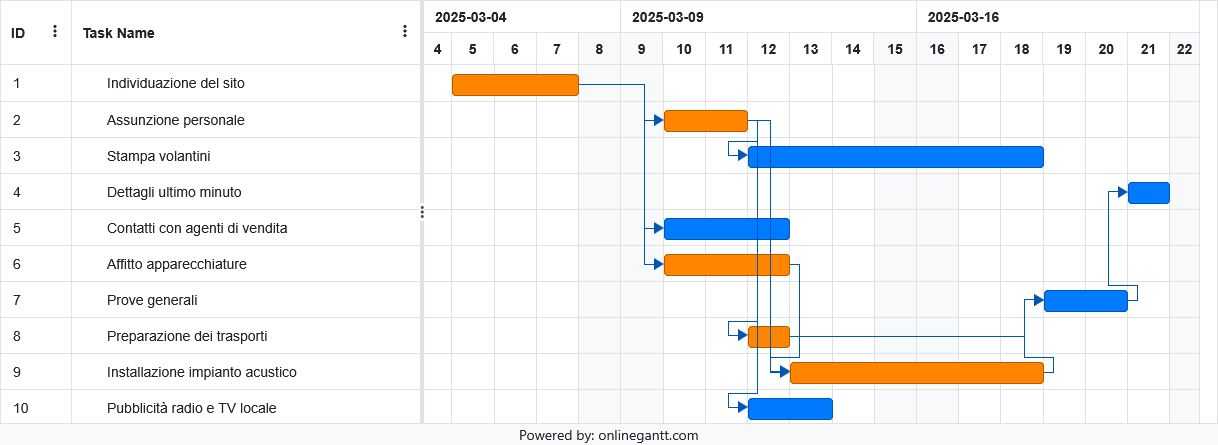 2025-03-04 2025-03-09 2025-03-16
ID Task Name
4 5 6 7 8 9 10 11 12 13 14 15 16 17 18 19 20 21 22
1 Individuazione del sito
2 Assunzione personale
3 Stampa volantini
4 Dettagli ultimo minuto
5 Contatti con agenti di vendita
6 Affitto apparecchiature
7 Prove generali
8 Preparazione dei trasporti
9 Installazione impianto acustico
10 Pubblicità radio e TV locale
Powered by: onlinegantt.com